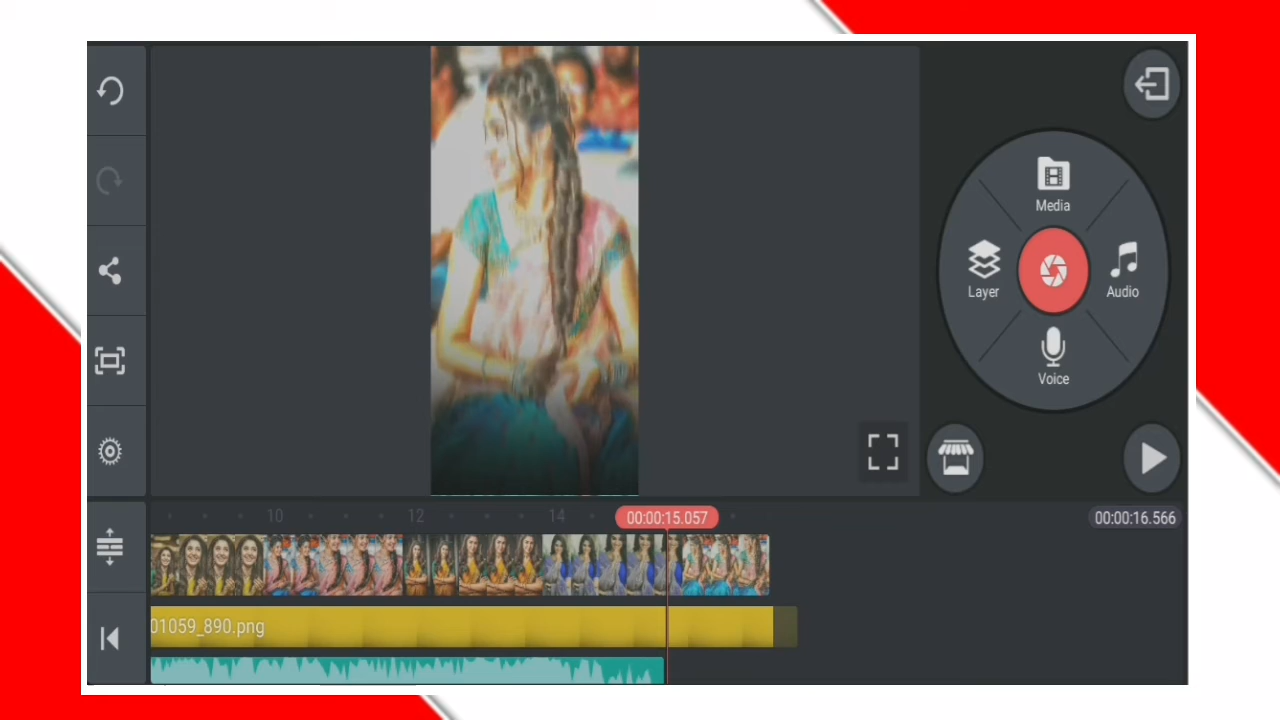 Media
Layer
Audio
Voice
10
12
14
00:00:15.057
00:00:16.566
01059_890.png